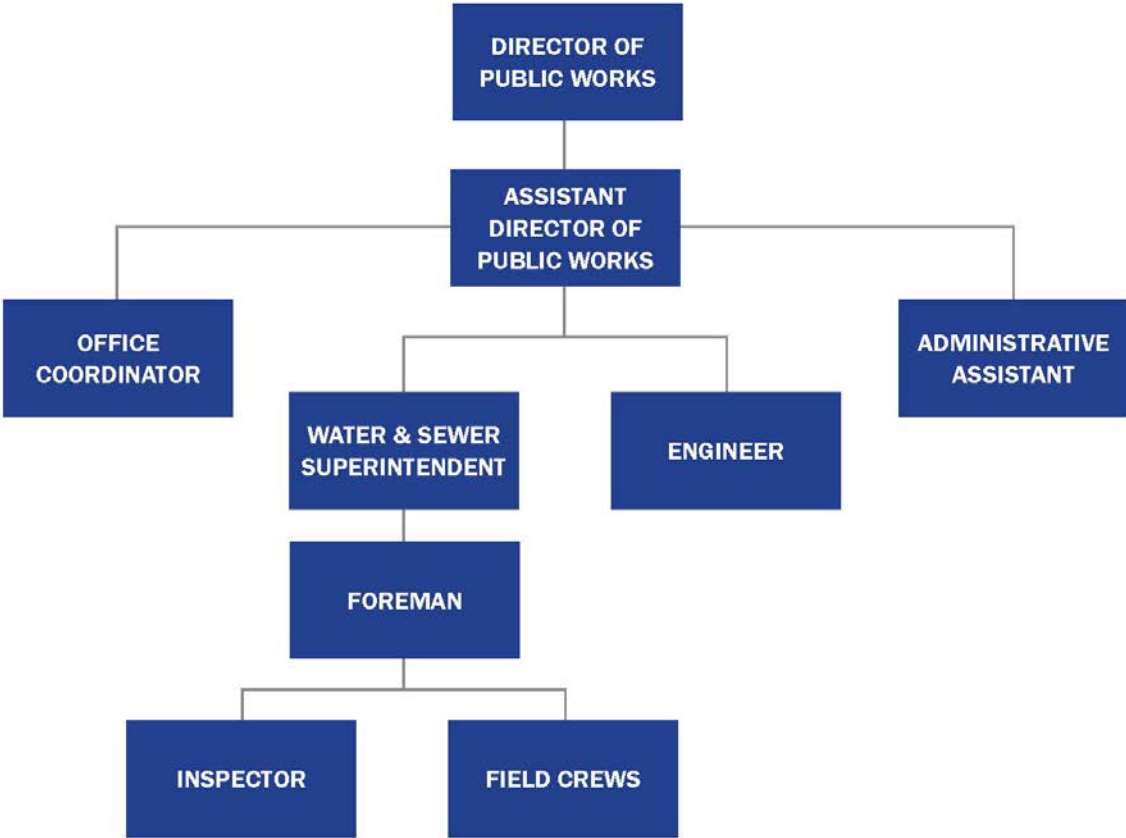 DIRECTOR OF
PUBLIC WORKS
ASSISTANT
DIRECTOR OF
PUBLIC WORKS
OFFICE
COORDINATOR
ADMINISTRATIVE
ASSISTANT
WATER & SEWER
SUPERINTENDENT
ENGINEER
FOREMAN
INSPECTOR
FIELD CREWS